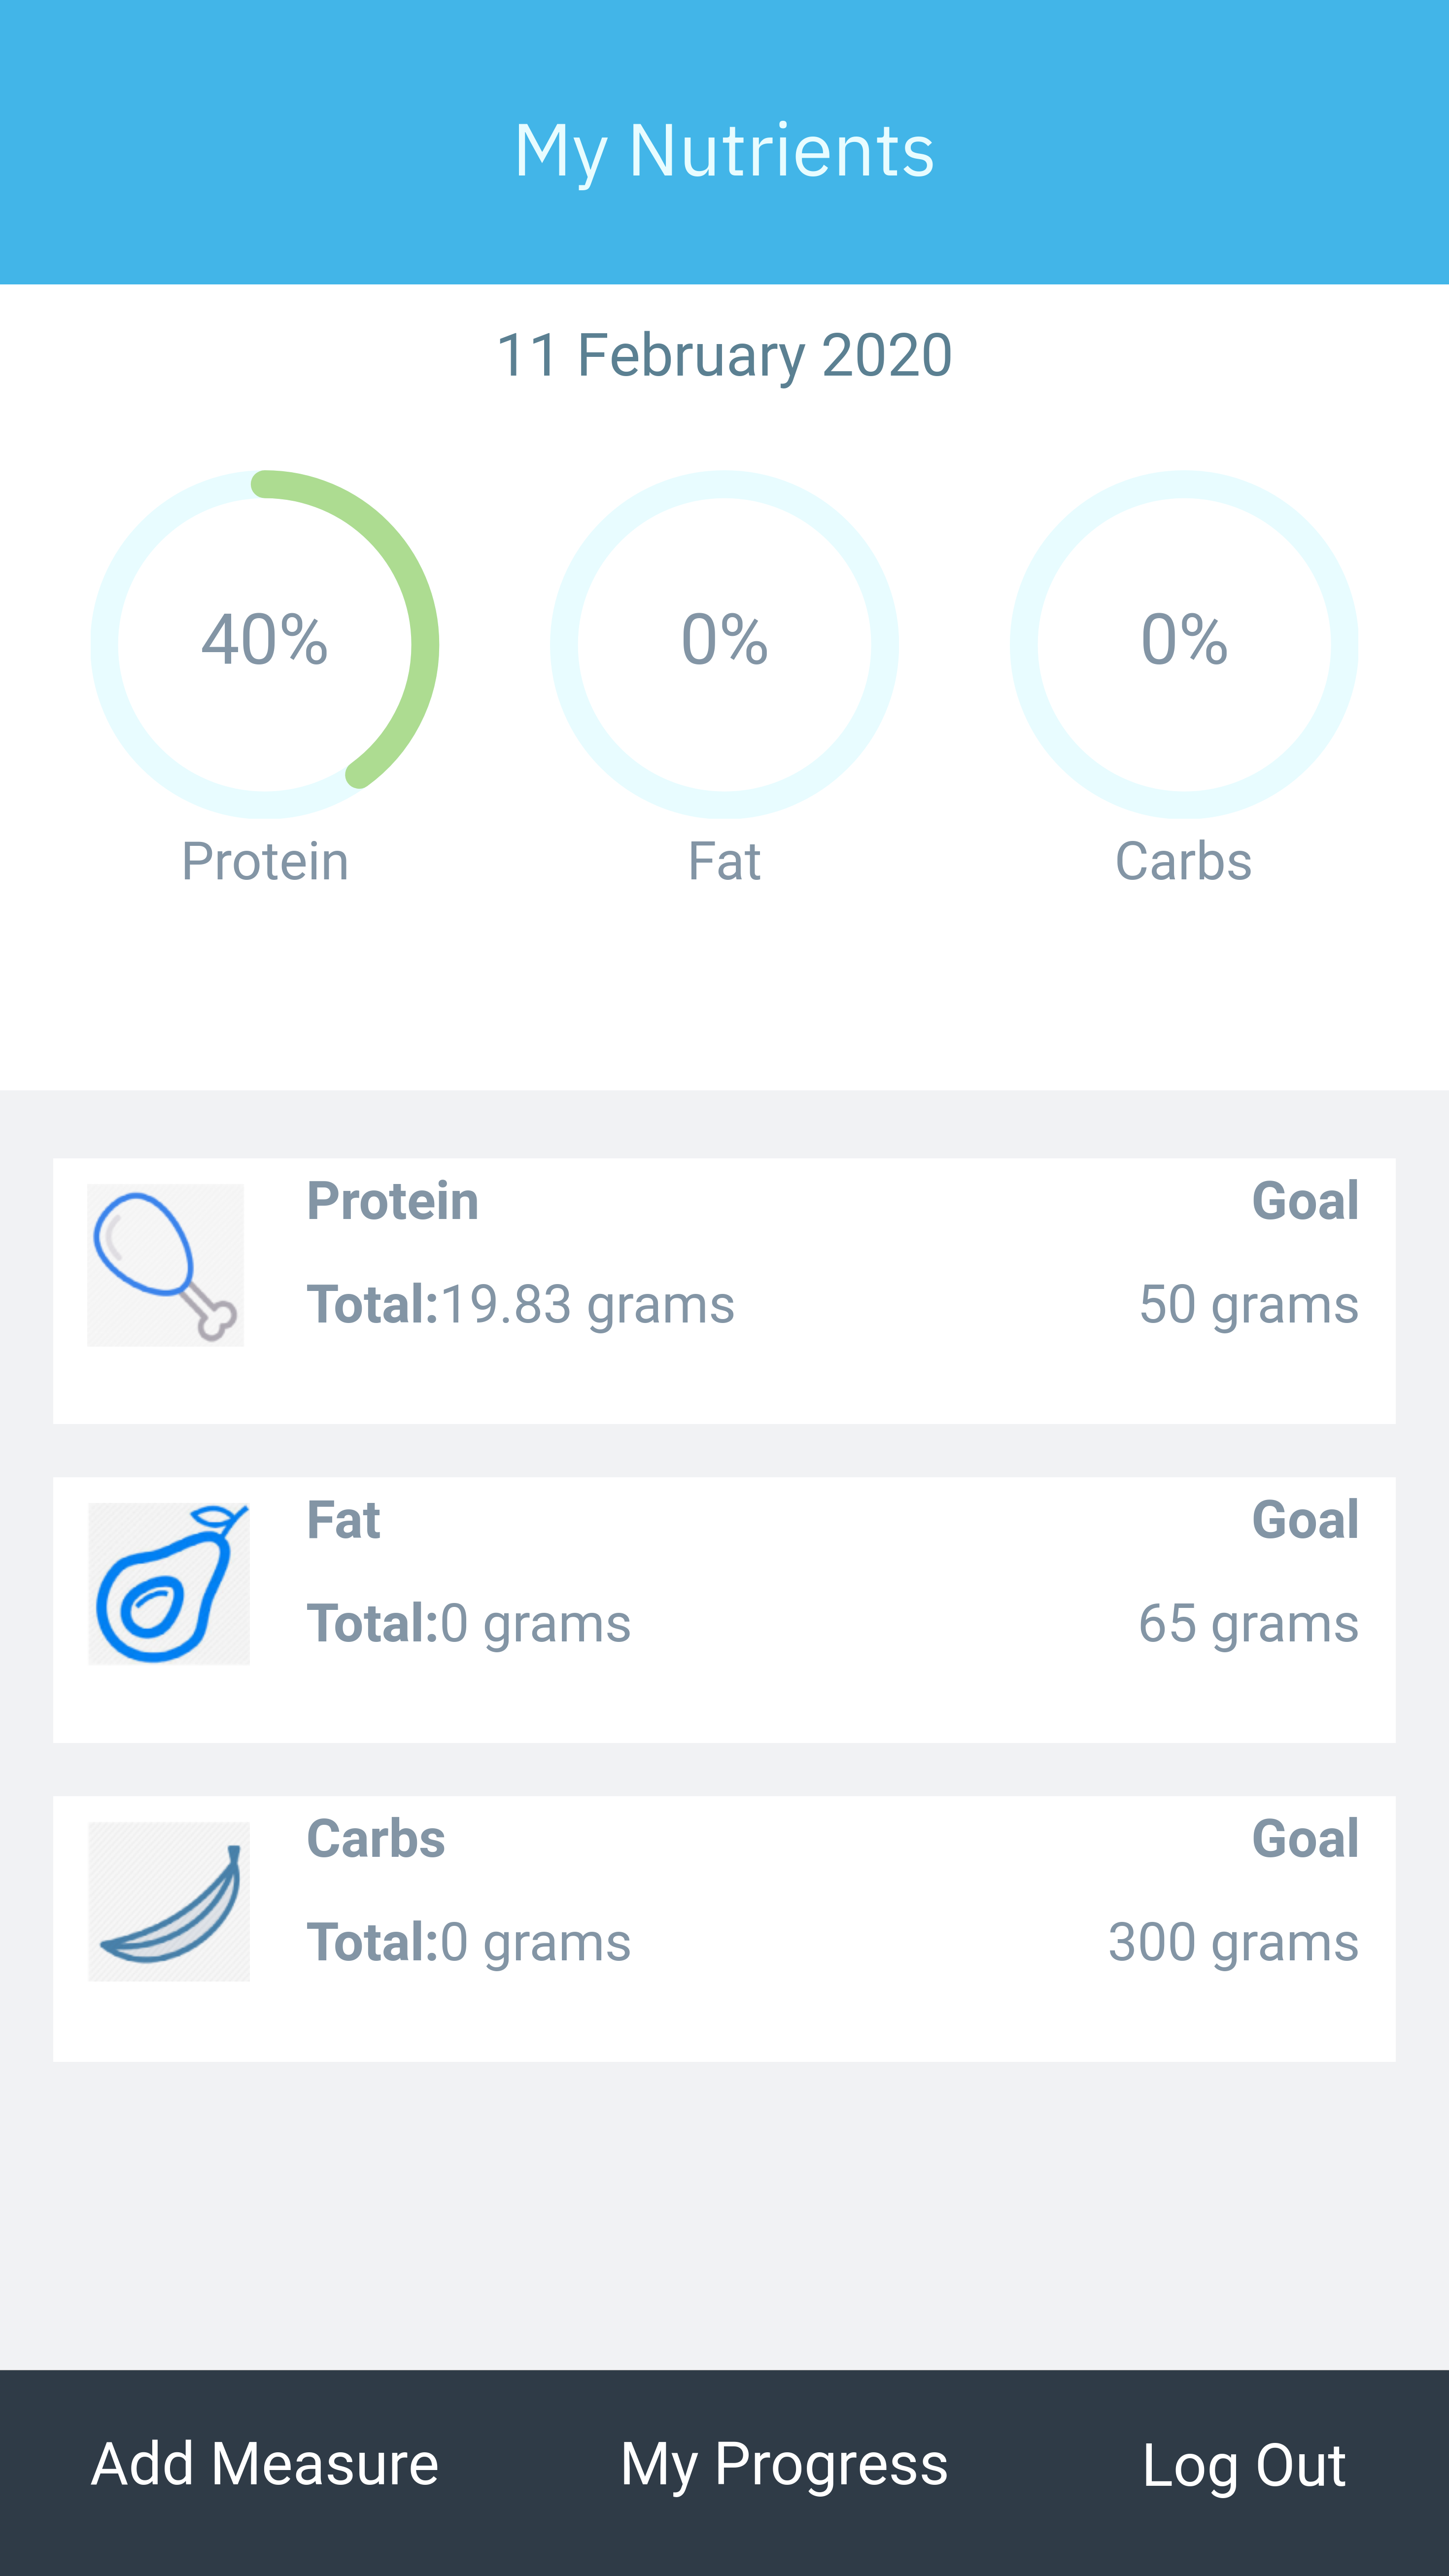 My Nutrients
11 February 2020
40% 0% 0%
Protein Fat Carbs
Protein Goal
Total:19.83 grams 50 grams
Fat Goal
Total:0 grams 65 grams
Carbs Goal
Total:0 grams 300 grams
Add Measure My Progress Log Out